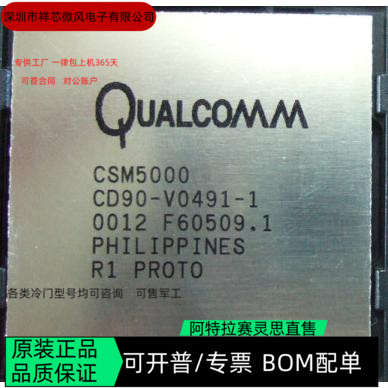 深圳市祥芯微风电子有限公司
专供工厂 一律包上机365天
可签合同 对公账户
QUALCOMM
CSM5000
CD90-V0491-1
0012 F60509.1
PHILIPPINES
R1 PROTO
各类冷门型号均可咨询 可售军工
阿特拉赛灵思直售
原装正品
品质保证
可开普/专票 BOM配单